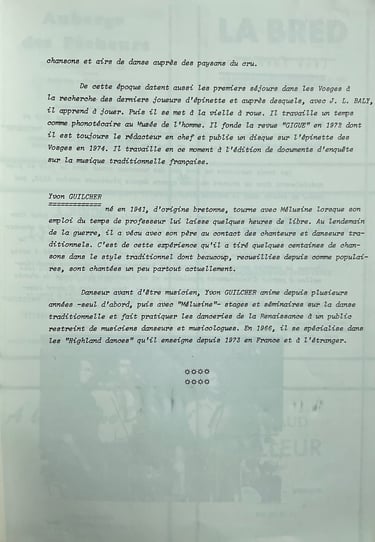 chansons et airs de danse auprès des paysans du cru.
De cette époque datent aussi les premiers séjours dans les Vosges à
la recherche des derniers joueurs d'épinette et auprès desquels, avec J. L. BALY,
il apprend à jouer. Puis il se met à la vielle à roue. Il travaille un temps
comme phonotécaire au Musée de l'homme. Il fonde la revue "GIGUE" en 1972 dont
il est toujours le rédacteur en chef et publie un disque sur l'épinette des
Vosges en 1974. Il travaille en ce moment à l'édition de documents d'enquête
sur la musique traditionnelle française.
Yvon GUILCHER
============
né en 1941, d'origine bretonne, tourne avec Mélusine lorsque son
emploi du temps de professeur lui laisse quelques heures de libre. Au lendemain
de la guerre, il a vécu avec son père au contact des chanteurs et danseurs tra-
ditionnels. C'est de cette expérience qu'il a tiré quelques centaines de chan-
sons dans le style traditionnel dont beaucoup, recueillies depuis comme populai-
res, sont chantées un peu partout actuellement.
Danseur avant d'être musicien, Yvon GUILCHER anime depuis plusieurs
années -seul d'abord, puis avec "Mélusine"- stages et séminaires sur la danse
traditionnelle et fait pratiquer les danceries de la Renaissance à un public
restreint de musiciens danseurs et musicologues. En 1966, il se spécialise dans
les "Highland dances" qu'il enseigne depuis 1973 en France et à l'étranger.
Auberge
des Pêcheurs
LA BRED